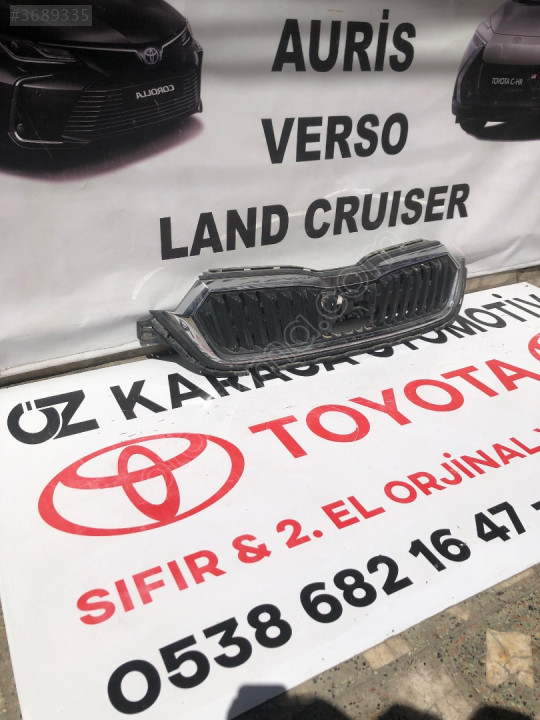 #3689335
AURİS
VERSO
LAND CRUISER
COROLLA
TOYOTA C-HR
ÖZ KARACA OTOMOTİV
TOYOTA
SIFIR & 2. EL ORJİNAL
0538 682 16 47 -